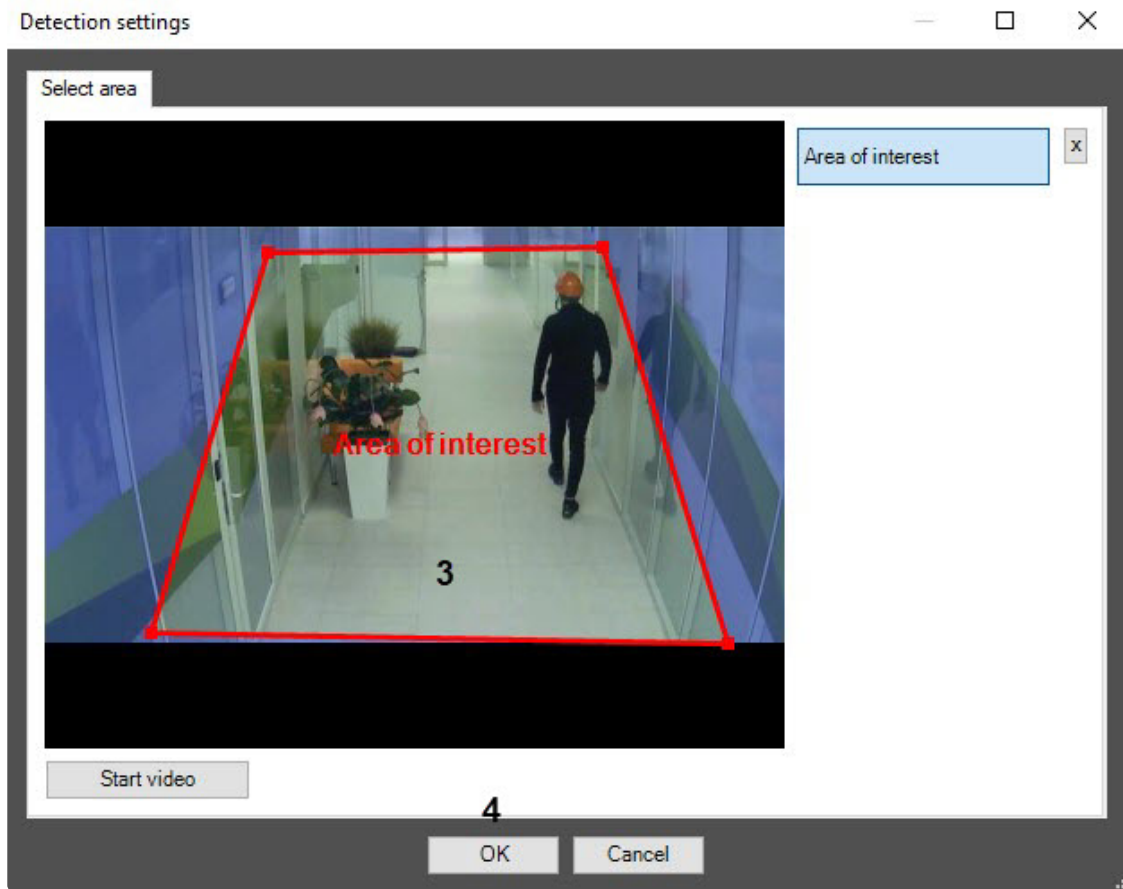 Detection settings
Select area
Area of interest
x
Area of interest
3
Start video
4
OK
Cancel